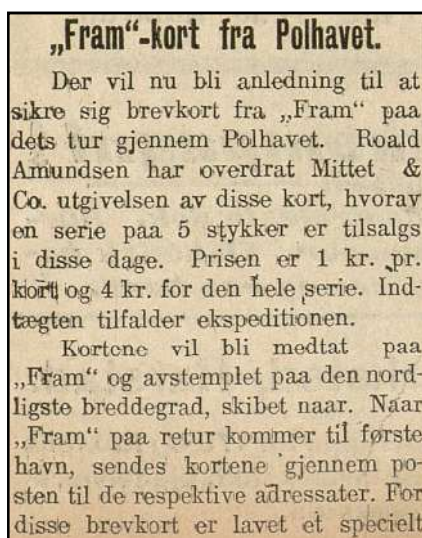 „Fram“-kort fra Polhavet.
Der vil nu bli anledning til at
sikre sig brevkort fra „Fram“ paa
dets tur gjennem Polhavet. Roald
Amundsen har overdrat Mittet &
Co. utgivelsen av disse kort, hvorav
en serie paa 5 stykker er tilsalgs
i disse dage. Prisen er 1 kr. pr.
kort og 4 kr. for den hele serie. Ind-
tægten tilfalder ekspeditionen.
Kortene vil bli medtat paa
„Fram“ og avstemplet paa den nord-
ligste breddegrad, skibet naar. Naar
„Fram“ paa retur kommer til første
havn, sendes kortene gjennem po-
sten til de respektive adressater. For
disse brevkort er lavet et specielt